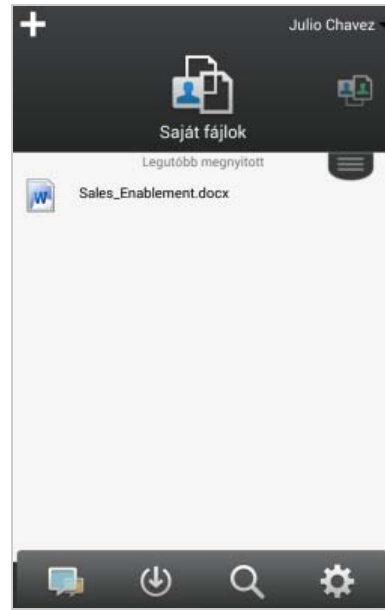 Julio Chavez
Saját fájlok
Legutóbb megnyitott
Sales_Enablement.docx
W